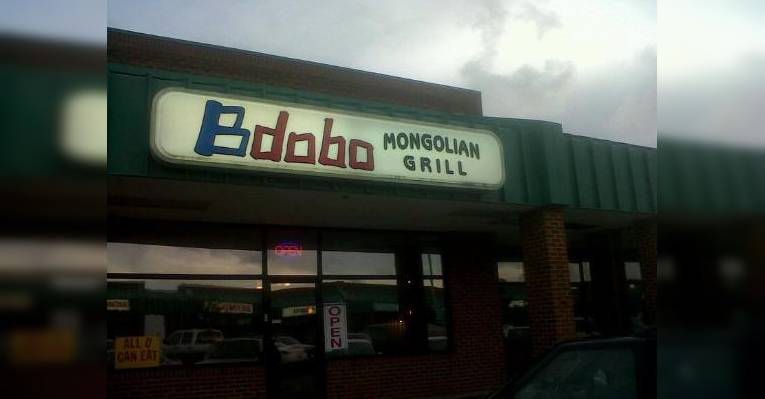 Bdobo
MONGOLIAN
GRILL
OPEN
OPEN
ALL U
CAN EAT